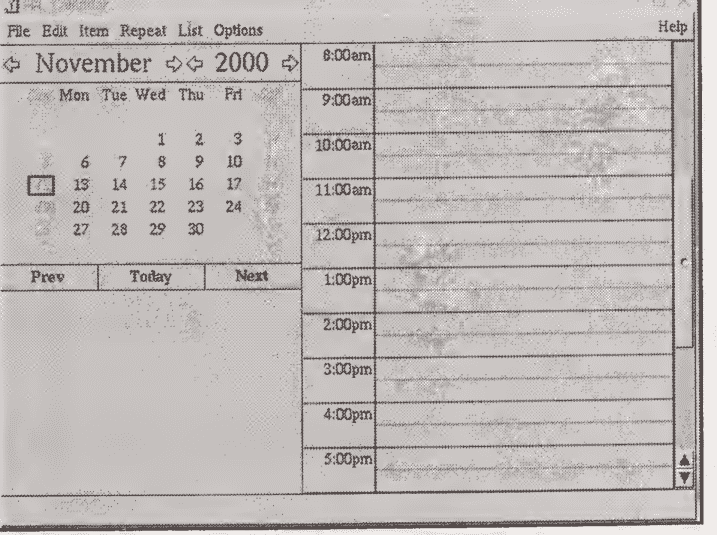 File Edit Item Repeat List Options Help
November 2000
Mon Tue Wed Thu Fri
1 2 3
6 7 8 9 10
13 14 15 16 17
20 21 22 23 24
27 28 29 30
Prev Today Next
8:00am
9:00am
10:00am
11:00am
12:00pm
1:00pm
2:00pm
3:00pm
4:00pm
5:00pm